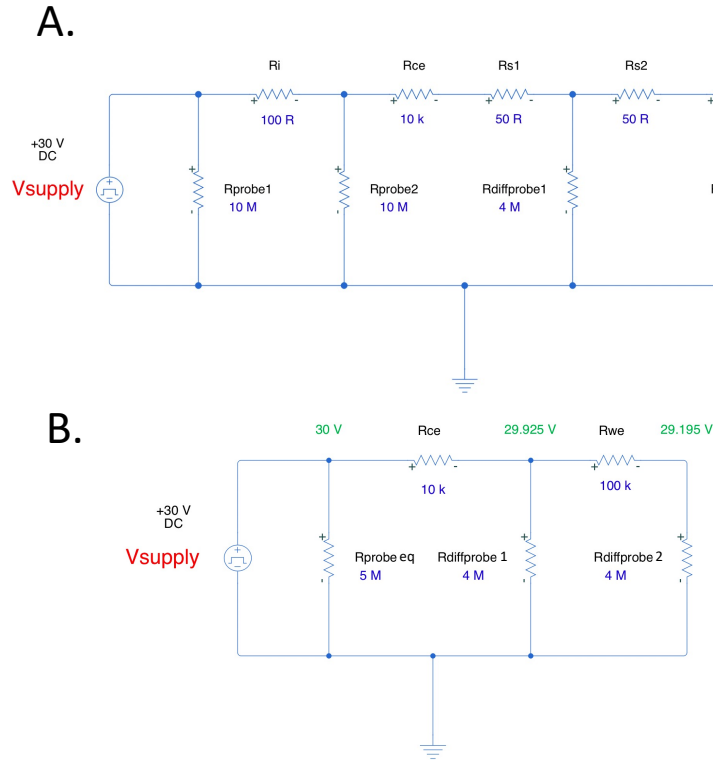 A.
Ri
Rce
Rs1
Rs2
100 R
10 k
50 R
50 R
+30 V
DC
Vsupply
Rprobe1
10 M
Rprobe2
10 M
Rdiffprobe1
4 M
B.
30 V
Rce
29.925 V
Rwe
29.195 V
10 k
100 k
+30 V
DC
Vsupply
Rprobe eq
5 M
Rdiffprobe 1
4 M
Rdiffprobe 2
4 M